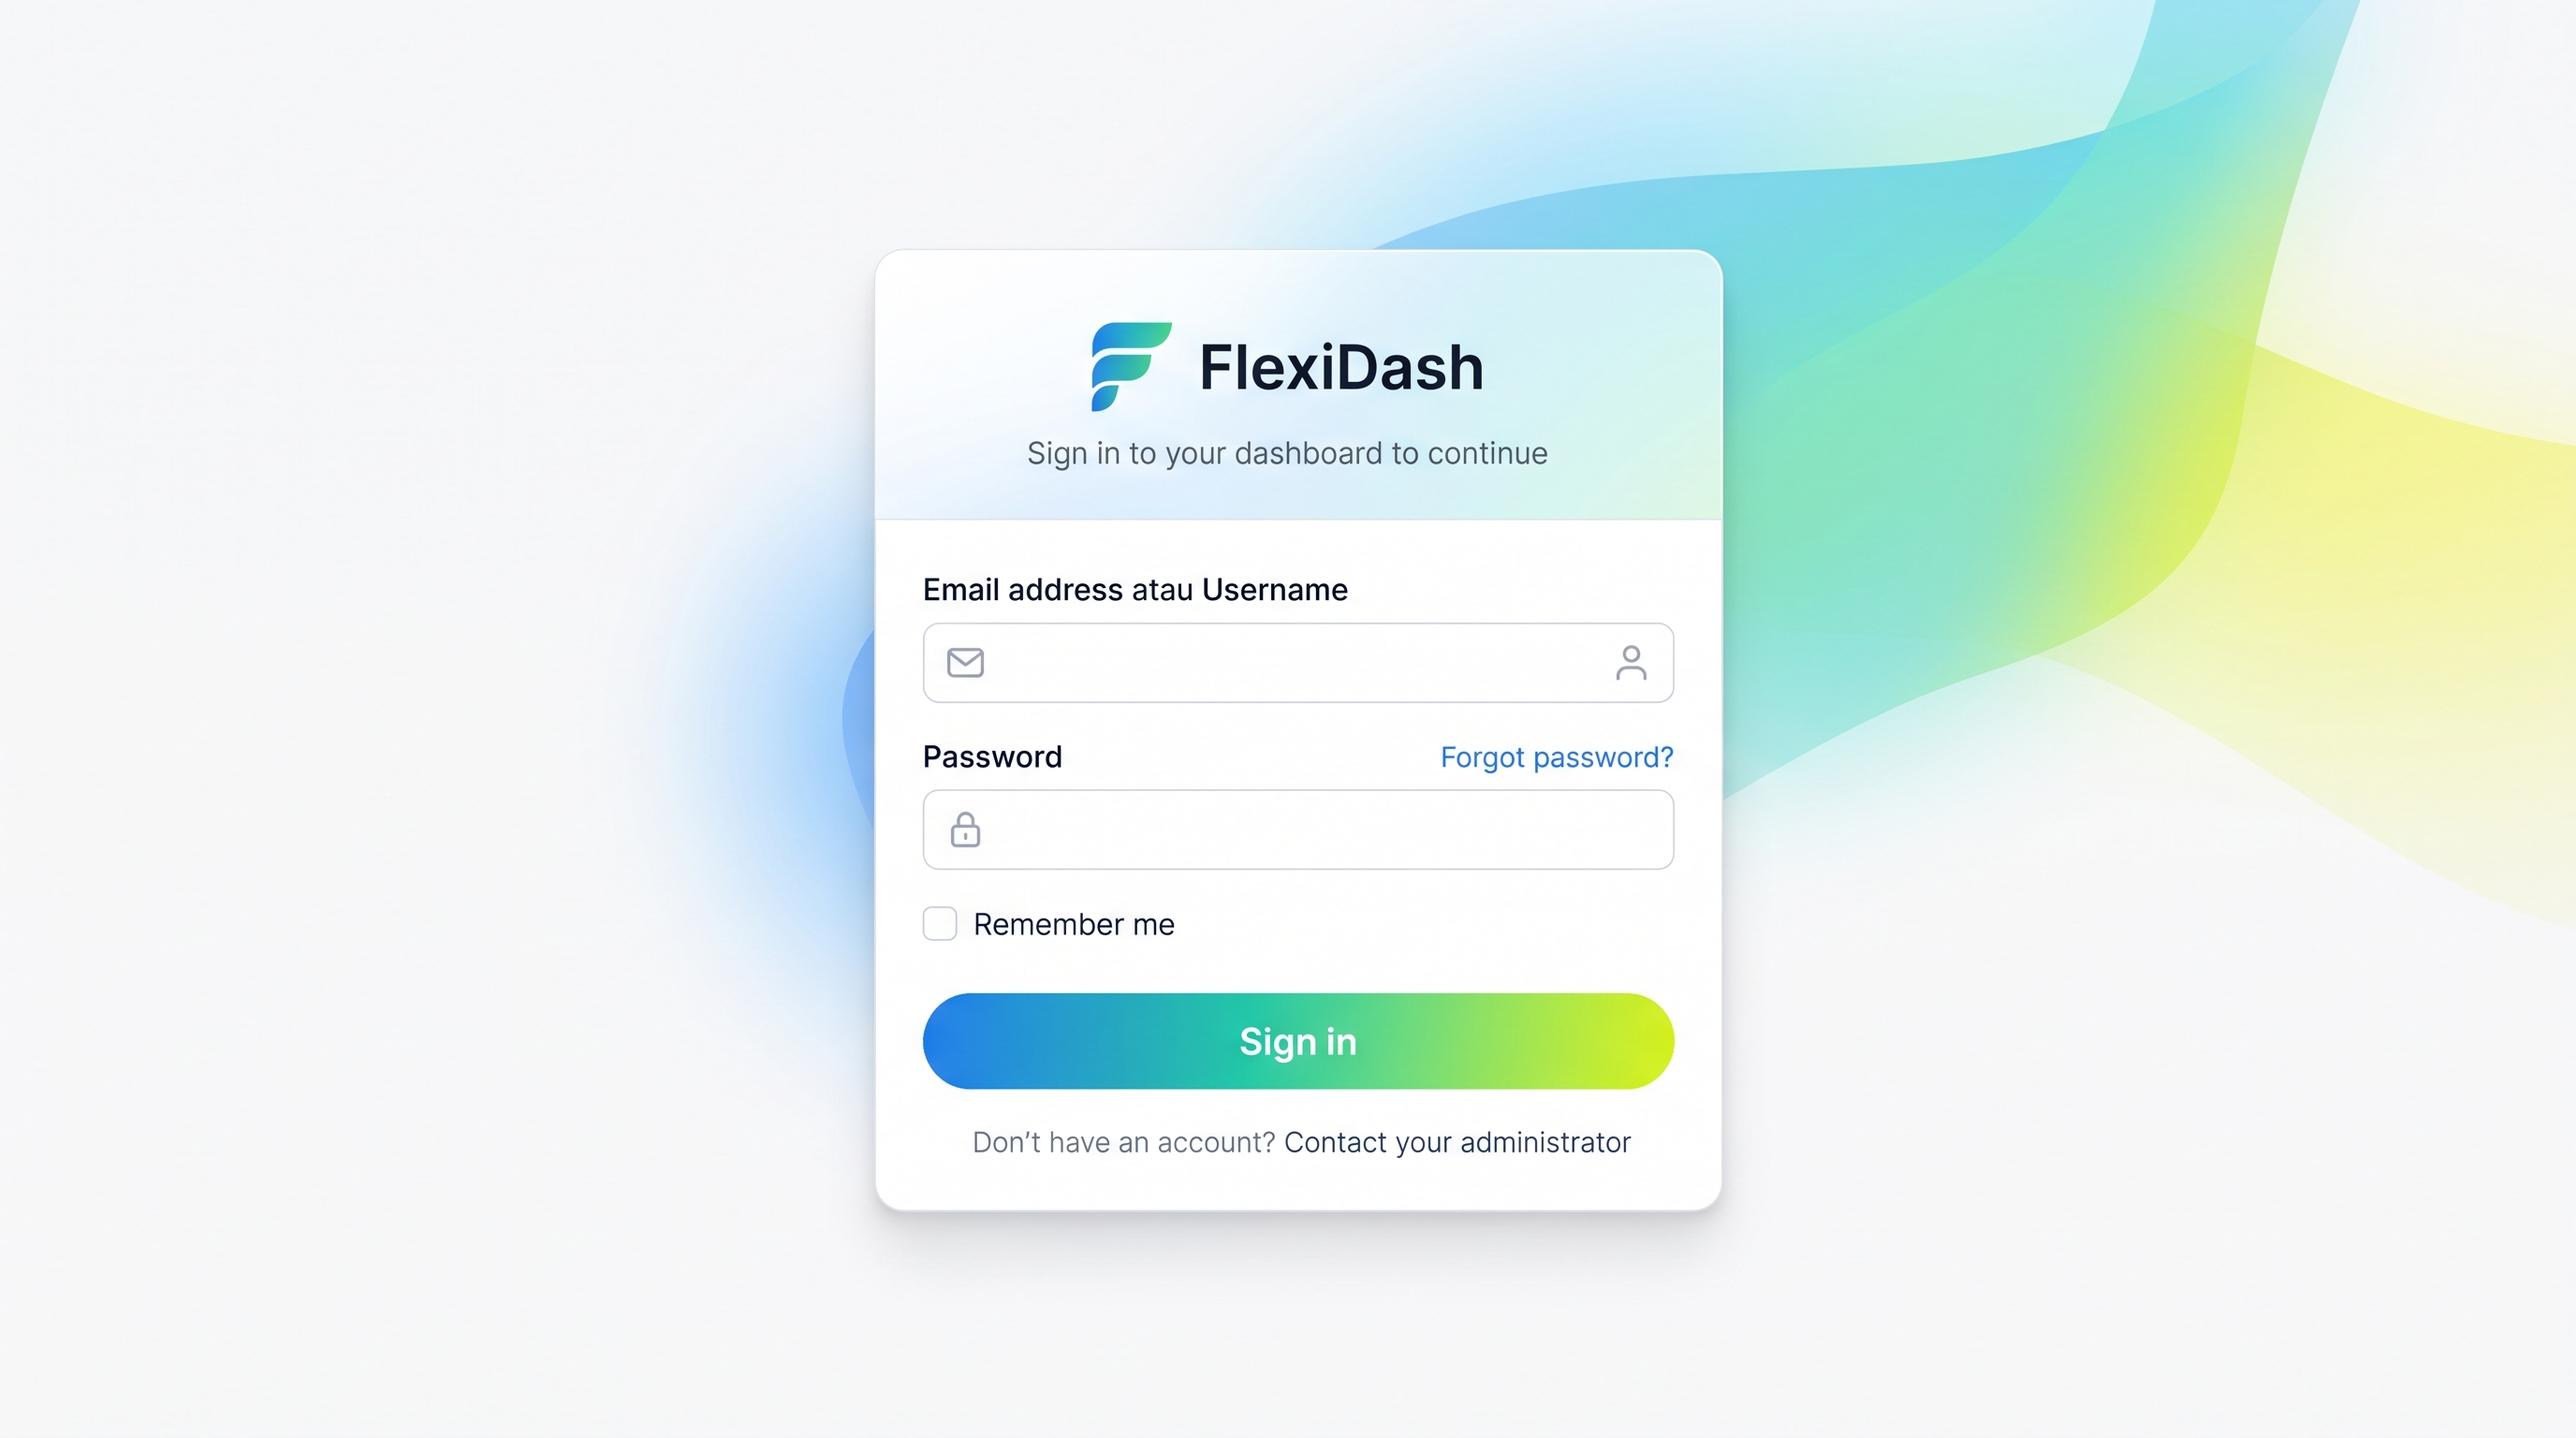 FlexiDash
Sign in to your dashboard to continue
Email address atau Username
Password
Forgot password?
Remember me
Sign in
Don’t have an account? Contact your administrator